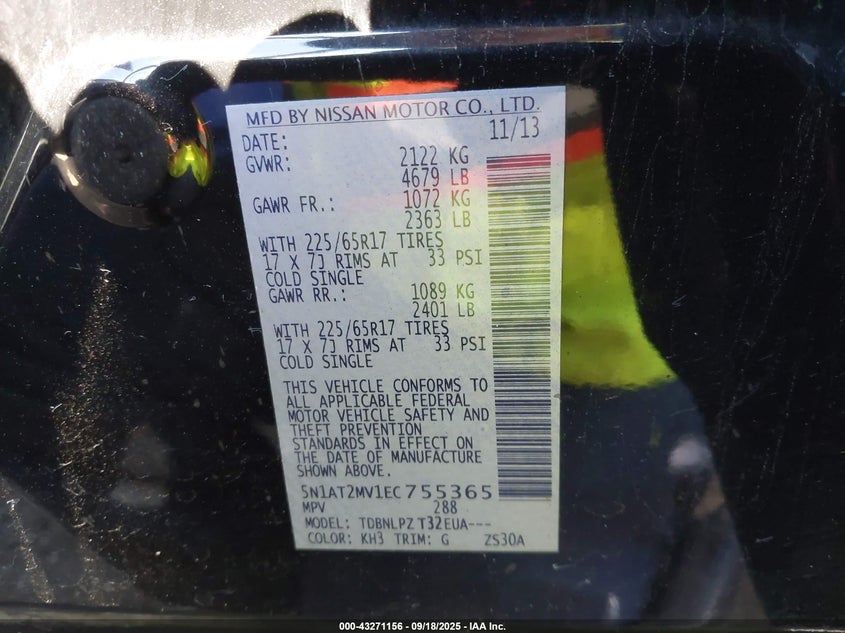 MFD BY NISSAN MOTOR CO., LTD.
DATE: 11/13
GVWR: 2122 KG
4679 LB
GAWR FR.: 1072 KG
2363 LB
WITH 225/65R17 TIRES
17 X 7J RIMS AT 33 PSI
COLD SINGLE
GAWR RR.: 1089 KG
2401 LB
WITH 225/65R17 TIRES
17 X 7J RIMS AT 33 PSI
COLD SINGLE
THIS VEHICLE CONFORMS TO
ALL APPLICABLE FEDERAL
MOTOR VEHICLE SAFETY AND
THEFT PREVENTION
STANDARDS IN EFFECT ON
THE DATE OF MANUFACTURE
SHOWN ABOVE.
5N1AT2MV1EC755365
MPV 288
MODEL: TDBNLPZ T32EUA---
COLOR: KH3 TRIM: G ZS30A
000-43271156 - 09/18/2025 - IAA Inc.